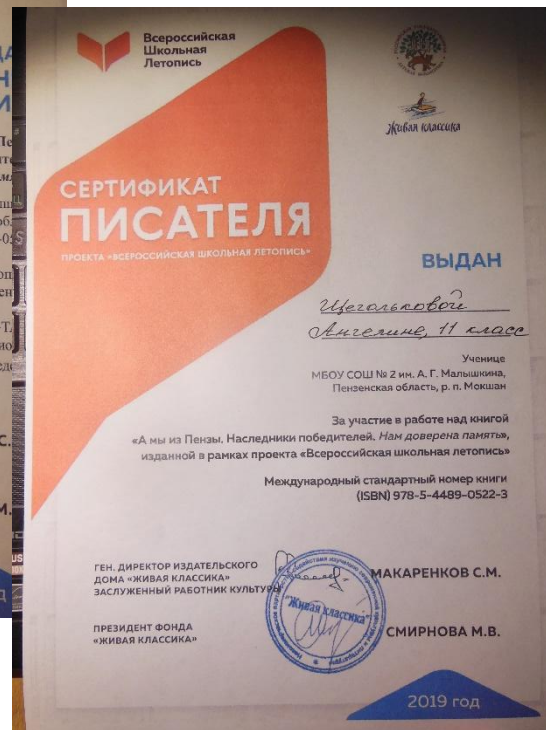 Всероссийская
Школьная
Летопись
Живая классика
СЕРТИФИКАТ
ПИСАТЕЛЯ
ПРОЕКТА «ВСЕРОССИЙСКАЯ ШКОЛЬНАЯ ЛЕТОПИСЬ»
ВЫДАН
Щегольковой
Ангелине, 11 класс
Ученице
МБОУ СОШ № 2 им. А. Г. Малышкина,
Пензенская область, р. п. Мокшан
За участие в работе над книгой
«А мы из Пензы. Наследники победителей. Нам доверена память»,
изданной в рамках проекта «Всероссийская школьная летопись»
Международный стандартный номер книги
(ISBN) 978-5-4489-0522-3
ГЕН. ДИРЕКТОР ИЗДАТЕЛЬСКОГО
ДОМА «ЖИВАЯ КЛАССИКА»
ЗАСЛУЖЕННЫЙ РАБОТНИК КУЛЬТУРЫ
МАКАРЕНКОВ С.М.
"Живая классика"
ПРЕЗИДЕНТ ФОНДА
«ЖИВАЯ КЛАССИКА»
СМИРНОВА М.В.
2019 год